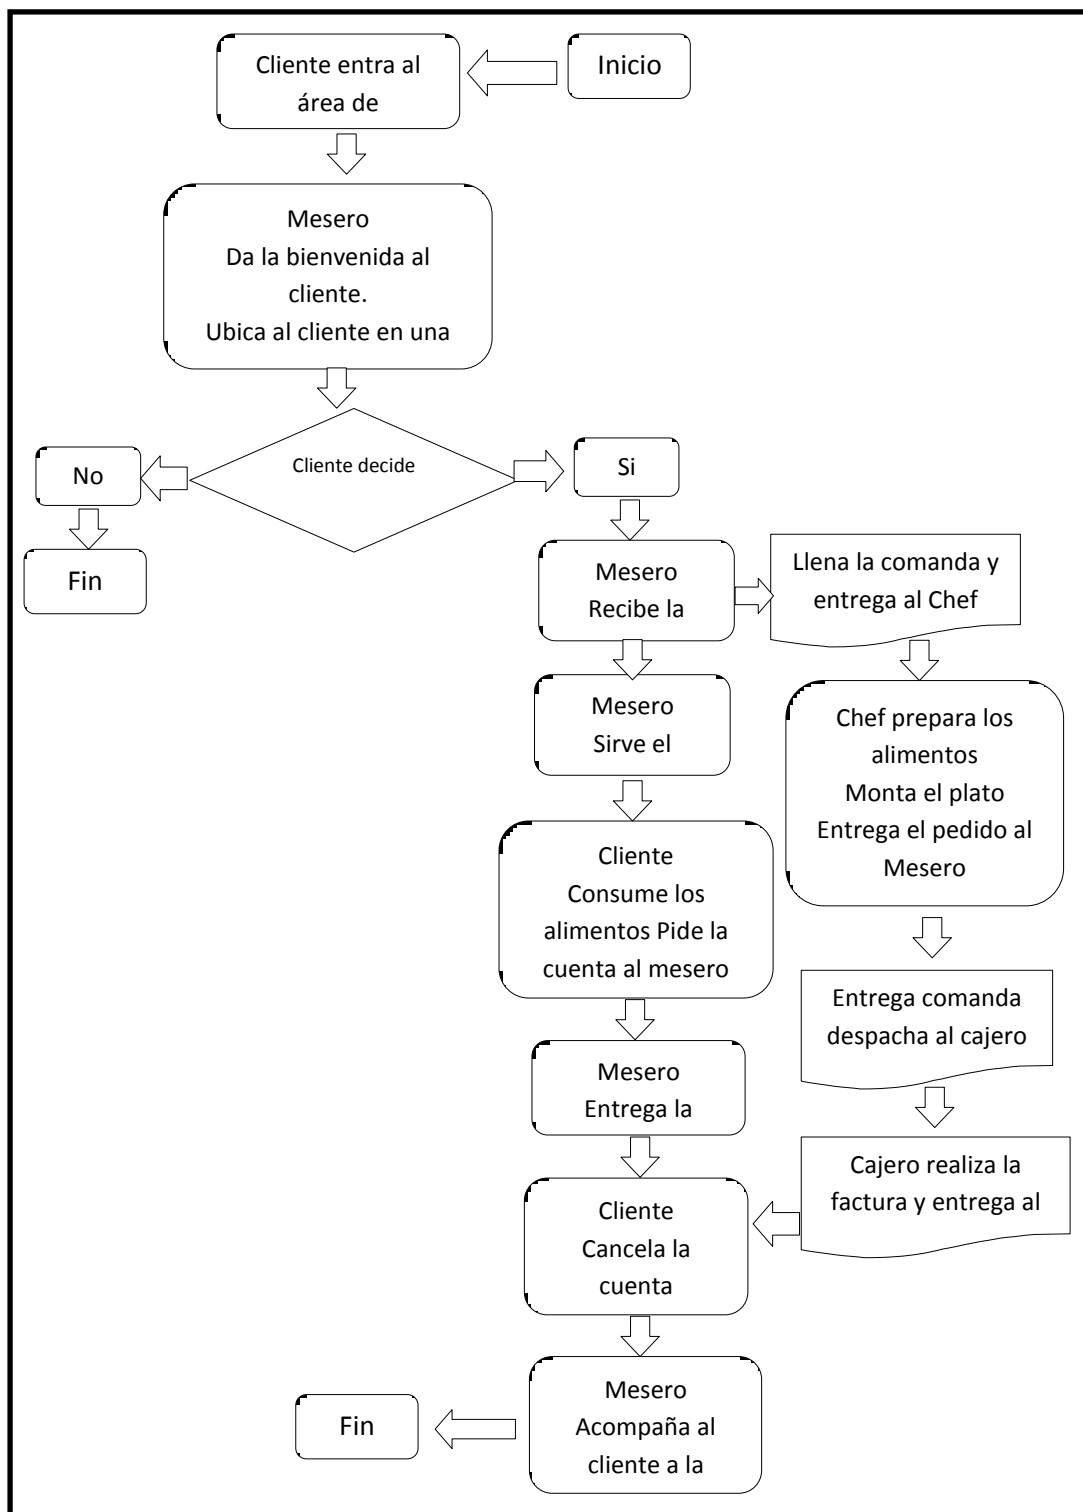 Inicio
Cliente entra al
área de
Mesero
Da la bienvenida al
cliente.
Ubica al cliente en una
Cliente decide
No
Si
Fin
Mesero
Recibe la
Llena la comanda y
entrega al Chef
Mesero
Sirve el
Chef prepara los
alimentos
Monta el plato
Entrega el pedido al
Mesero
Cliente
Consume los
alimentos Pide la
cuenta al mesero
Entrega comanda
despacha al cajero
Mesero
Entrega la
Cajero realiza la
factura y entrega al
Cliente
Cancela la
cuenta
Mesero
Acompaña al
cliente a la
Fin